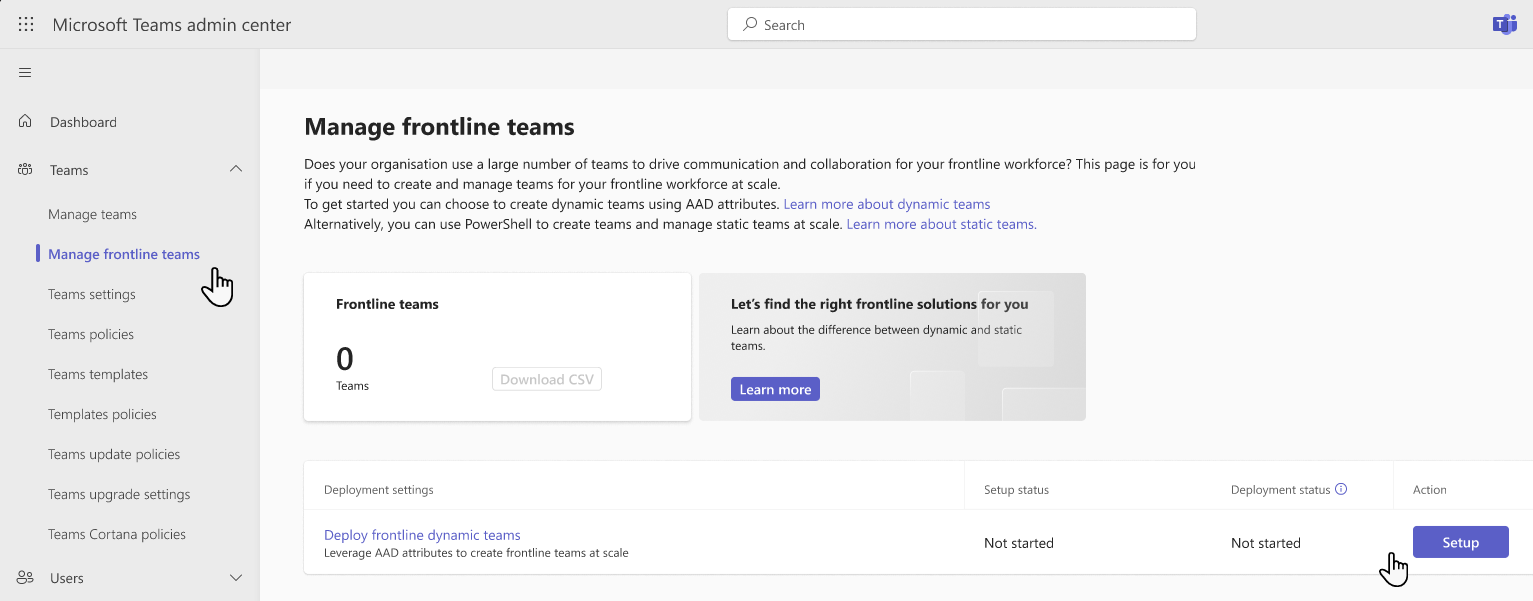 Microsoft Teams admin center
Search
T
Dashboard
Teams
Manage teams
Manage frontline teams
Teams settings
Teams policies
Teams templates
Templates policies
Teams update policies
Teams upgrade settings
Teams Cortana policies
Users
Manage frontline teams
Does your organisation use a large number of teams to drive communication and collaboration for your frontline workforce? This page is for you
if you need to create and manage teams for your frontline workforce at scale.
To get started you can choose to create dynamic teams using AAD attributes. Learn more about dynamic teams
Alternatively, you can use PowerShell to create teams and manage static teams at scale. Learn more about static teams.
Frontline teams
0
Teams
Download CSV
Let's find the right frontline solutions for you
Learn about the difference between dynamic and static
teams.
Learn more
Deployment settings Setup status Deployment status Action
Deploy frontline dynamic teams
Leverage AAD attributes to create frontline teams at scale
Not started Not started Setup